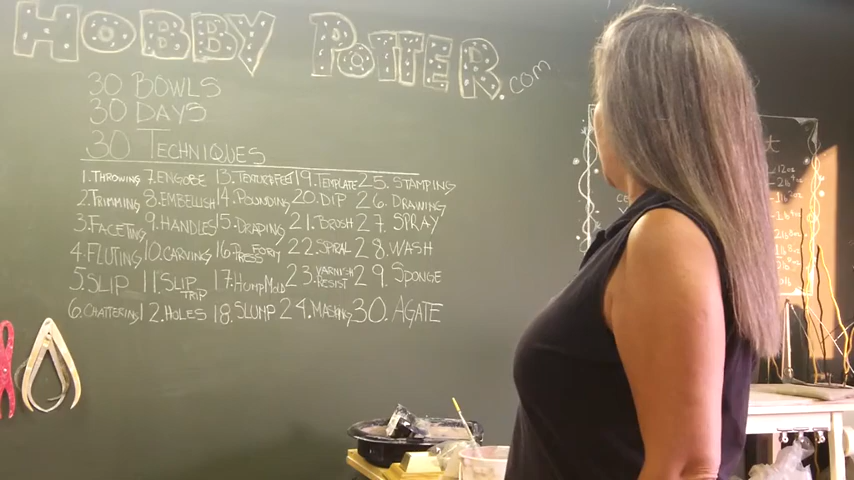 HOBBY POTTER.com
30 BOWLS
30 DAYS
30 TECHNIQUES
1. THROWING 7. ENGOBE 13. TEXTURE 19. TEMPLATE 25. STAMPING
2. TRIMMING 8. EMBELLISH 14. POUNDING 20. DIP 26. DRAWING
3. FACETING 9. HANDLES 15. DRAPING 21. BRUSH 27. SPRAY
4. FLUTING 10. CARVING 16. PRESS FORM 22. SPIRAL 28. WASH
5. SLIP 11. SLIP TRIP 17. HUMP MOLD 23. VARNISH RESIST 29. SPONGE
6. CHATTERING 12. HOLES 18. SLUMP 24. MASKING 30. AGATE